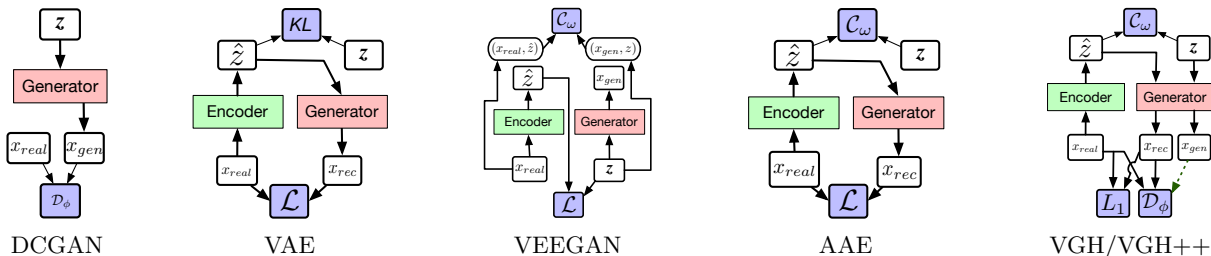 z
Generator
x_real
x_gen
𝒟_ϕ
DCGAN
KL
ẑ
z
Encoder
Generator
x_real
x_rec
ℒ
VAE
𝒞_ω
(x_real, ẑ)
(x_gen, z)
ẑ
x_gen
Encoder
Generator
x_real
z
ℒ
VEEGAN
𝒞_ω
ẑ
z
Encoder
Generator
x_real
x_rec
ℒ
AAE
𝒞_ω
ẑ
z
Encoder
Generator
x_real
x_rec
x_gen
L_1
𝒟_ϕ
VGH/VGH++